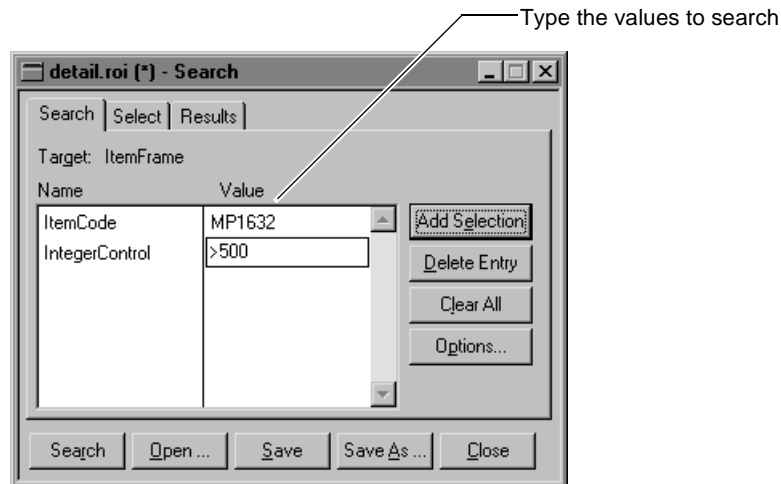 Type the values to search
detail.roi (*) - Search
Search Select Results
Target: ItemFrame
Name Value
ItemCode MP1632
IntegerControl >500
Add Selection
Delete Entry
Clear All
Options...
Search Open ... Save Save As ... Close